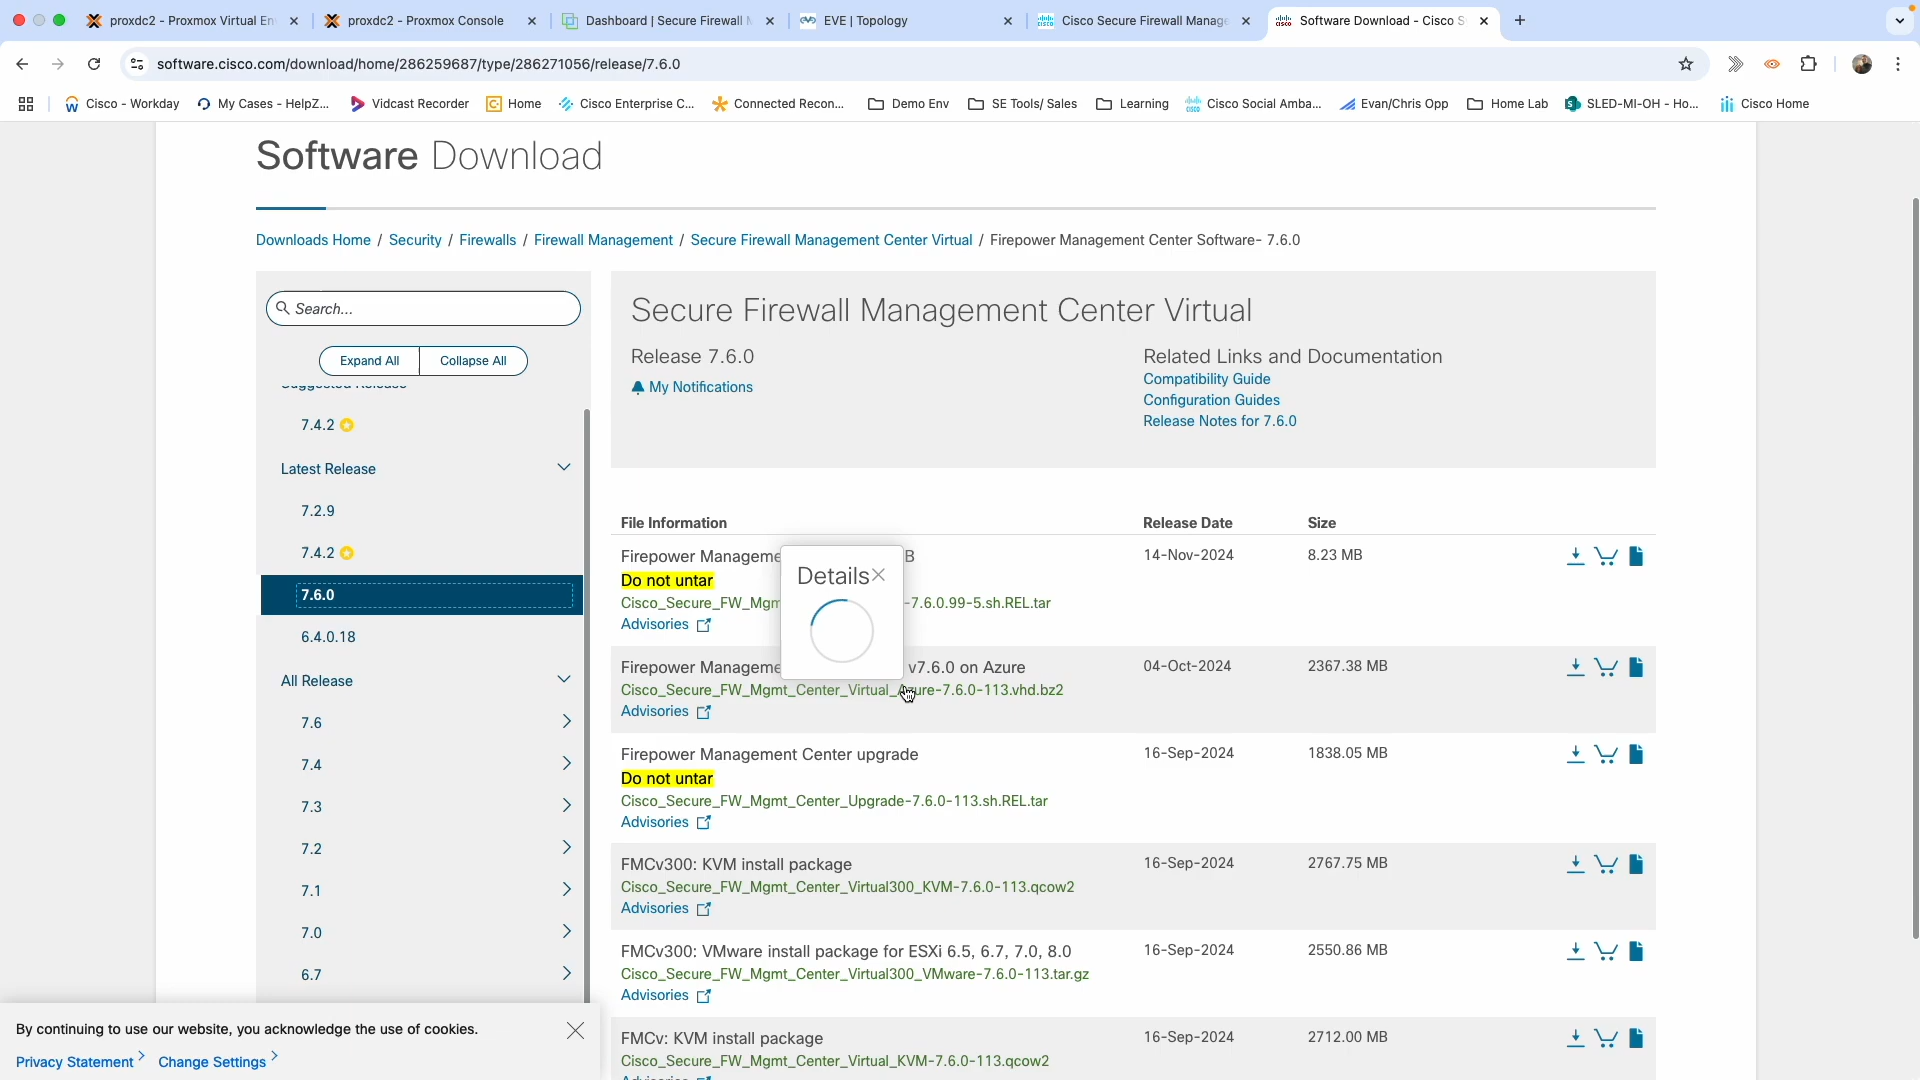 proxdc2 - Proxmox Virtual En
proxdc2 - Proxmox Console
Dashboard | Secure Firewall M
EVE | Topology
Cisco Secure Firewall Manage
Software Download - Cisco S
software.cisco.com/download/home/286259687/type/286271056/release/7.6.0
Cisco - Workday
My Cases - HelpZ...
Vidcast Recorder
Home
Cisco Enterprise C...
Connected Recon...
Demo Env
SE Tools/ Sales
Learning
Cisco Social Amba...
Evan/Chris Opp
Home Lab
SLED-MI-OH - Ho...
Cisco Home
Software Download
Downloads Home / Security / Firewalls / Firewall Management / Secure Firewall Management Center Virtual / Firepower Management Center Software- 7.6.0
Search...
Expand All
Collapse All
Suggested Release
7.4.2
Latest Release
7.2.9
7.4.2
7.6.0
6.4.0.18
All Release
7.6
7.4
7.3
7.2
7.1
7.0
6.7
Secure Firewall Management Center Virtual
Release 7.6.0
My Notifications
Related Links and Documentation
Compatibility Guide
Configuration Guides
Release Notes for 7.6.0
File Information
Release Date
Size
Firepower Manageme B
14-Nov-2024
8.23 MB
Do not untar
Cisco_Secure_FW_Mgm -7.6.0.99-5.sh.REL.tar
Advisories
Details
Firepower Manageme v7.6.0 on Azure
04-Oct-2024
2367.38 MB
Cisco_Secure_FW_Mgmt_Center_Virtual_Azure-7.6.0-113.vhd.bz2
Advisories
Firepower Management Center upgrade
16-Sep-2024
1838.05 MB
Do not untar
Cisco_Secure_FW_Mgmt_Center_Upgrade-7.6.0-113.sh.REL.tar
Advisories
FMCv300: KVM install package
16-Sep-2024
2767.75 MB
Cisco_Secure_FW_Mgmt_Center_Virtual300_KVM-7.6.0-113.qcow2
Advisories
FMCv300: VMware install package for ESXi 6.5, 6.7, 7.0, 8.0
16-Sep-2024
2550.86 MB
Cisco_Secure_FW_Mgmt_Center_Virtual300_VMware-7.6.0-113.tar.gz
Advisories
FMCv: KVM install package
16-Sep-2024
2712.00 MB
Cisco_Secure_FW_Mgmt_Center_Virtual_KVM-7.6.0-113.qcow2
Advisories
By continuing to use our website, you acknowledge the use of cookies.
Privacy Statement
Change Settings